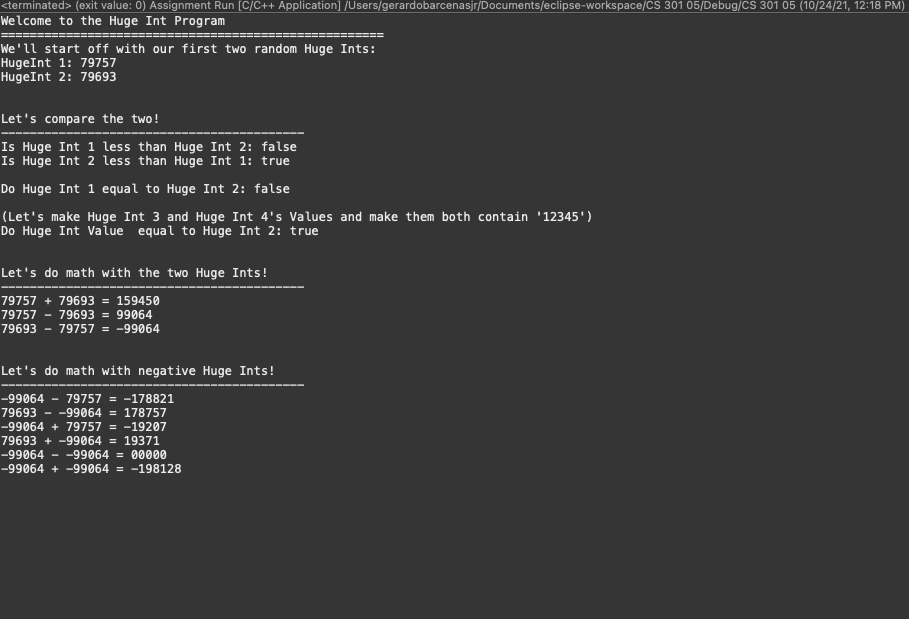 <terminated> (exit value: 0) Assignment Run [C/C++ Application] /Users/gerardobarcenasjr/Documents/eclipse-workspace/CS 301 05/Debug/CS 301 05 (10/24/21, 12:18 PM)
Welcome to the Huge Int Program
=====================================================
We'll start off with our first two random Huge Ints:
HugeInt 1: 79757
HugeInt 2: 79693
Let's compare the two!
------------------------------------------
Is Huge Int 1 less than Huge Int 2: false
Is Huge Int 2 less than Huge Int 1: true
Do Huge Int 1 equal to Huge Int 2: false
(Let's make Huge Int 3 and Huge Int 4's Values and make them both contain '12345')
Do Huge Int Value  equal to Huge Int 2: true
Let's do math with the two Huge Ints!
------------------------------------------
79757 + 79693 = 159450
79757 - 79693 = 99064
79693 - 79757 = -99064
Let's do math with negative Huge Ints!
------------------------------------------
-99064 - 79757 = -178821
79693 - -99064 = 178757
-99064 + 79757 = -19207
79693 + -99064 = 19371
-99064 - -99064 = 00000
-99064 + -99064 = -198128